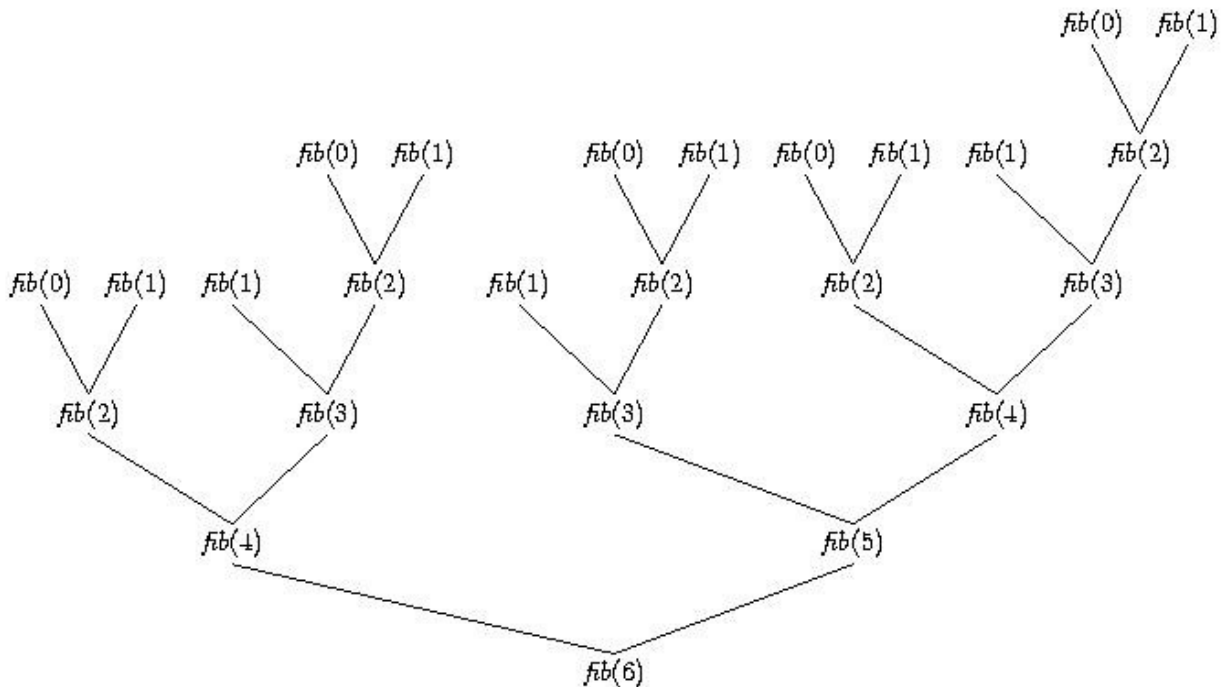 fib(0) fib(1)
fib(0) fib(1) fib(0) fib(1) fib(0) fib(1) fib(1) fib(2)
fib(0) fib(1) fib(1) fib(2) fib(1) fib(2) fib(2) fib(3)
fib(2) fib(3) fib(3) fib(4)
fib(4) fib(5)
fib(6)